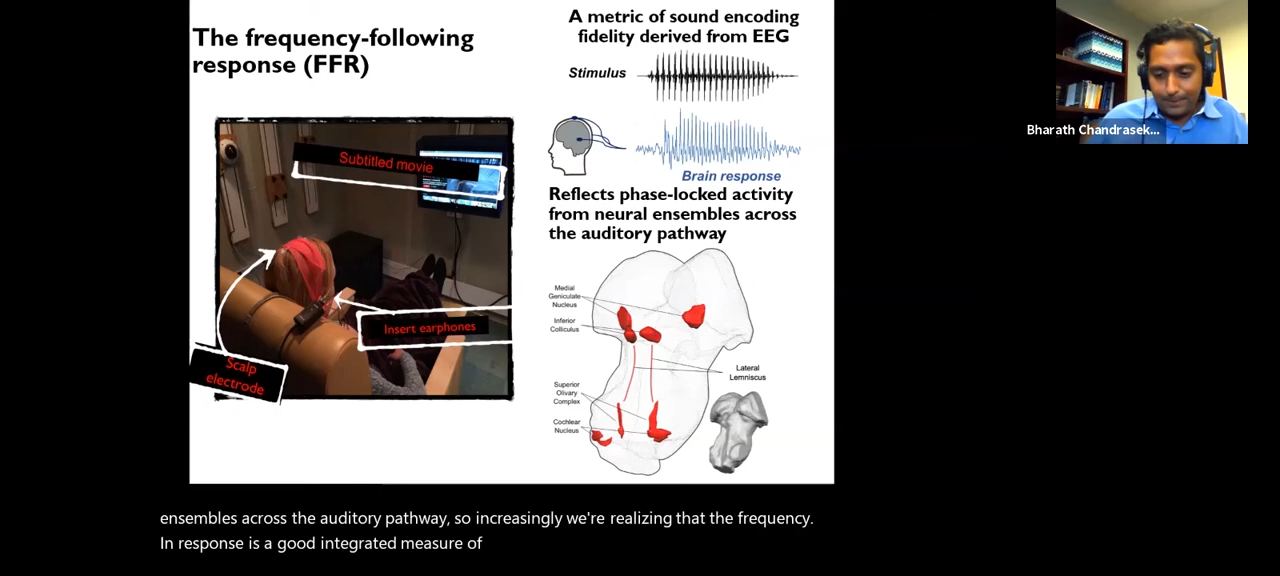 The frequency-following
response (FFR)
Subtitled movie
Insert earphones
Scalp
electrode
A metric of sound encoding
fidelity derived from EEG
Stimulus
Brain response
Reflects phase-locked activity
from neural ensembles across
the auditory pathway
Medial
Geniculate
Nucleus
Inferior
Colliculus
Lateral
Lemniscus
Superior
Olivary
Complex
Cochlear
Nucleus
Bharath Chandrasek...
ensembles across the auditory pathway, so increasingly we're realizing that the frequency.
In response is a good integrated measure of